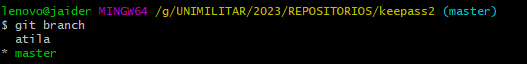 lenovo@jaider MINGW64 /g/UNIMILITAR/2023/REPOSITORIOS/keepass2 (master)
$ git branch
  atila
* master